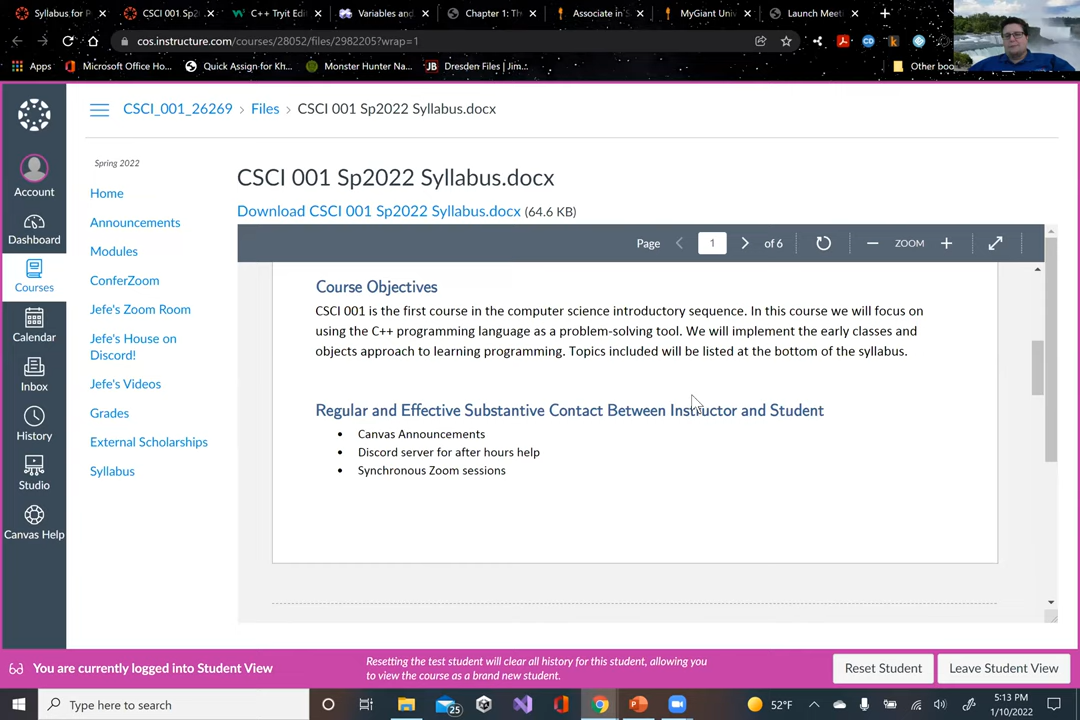 Syllabus for
CSCI 001 Sp2
C++ Tryit Edi
Variables and
Chapter 1: Th
Associate in
MyGiant Uni
Launch Meeti
cos.instructure.com/courses/28052/files/2982205?wrap=1
Apps
Microsoft Office Ho...
Quick Assign for Kh...
Monster Hunter Na...
Dresden Files | Jim...
Other boo
CSCI_001_26269 > Files > CSCI 001 Sp2022 Syllabus.docx
Account
Dashboard
Courses
Calendar
Inbox
History
Studio
Canvas Help
Spring 2022
Home
Announcements
Modules
ConferZoom
Jefe's Zoom Room
Jefe's House on
Discord!
Jefe's Videos
Grades
External Scholarships
Syllabus
CSCI 001 Sp2022 Syllabus.docx
Download CSCI 001 Sp2022 Syllabus.docx (64.6 KB)
Page 1 of 6 ZOOM
Course Objectives
CSCI 001 is the first course in the computer science introductory sequence. In this course we will focus on
using the C++ programming language as a problem-solving tool. We will implement the early classes and
objects approach to learning programming. Topics included will be listed at the bottom of the syllabus.
Regular and Effective Substantive Contact Between Instructor and Student
• Canvas Announcements
• Discord server for after hours help
• Synchronous Zoom sessions
You are currently logged into Student View
Resetting the test student will clear all history for this student, allowing you
to view the course as a brand new student.
Reset Student
Leave Student View
Type here to search
25
52°F
5:13 PM
1/10/2022